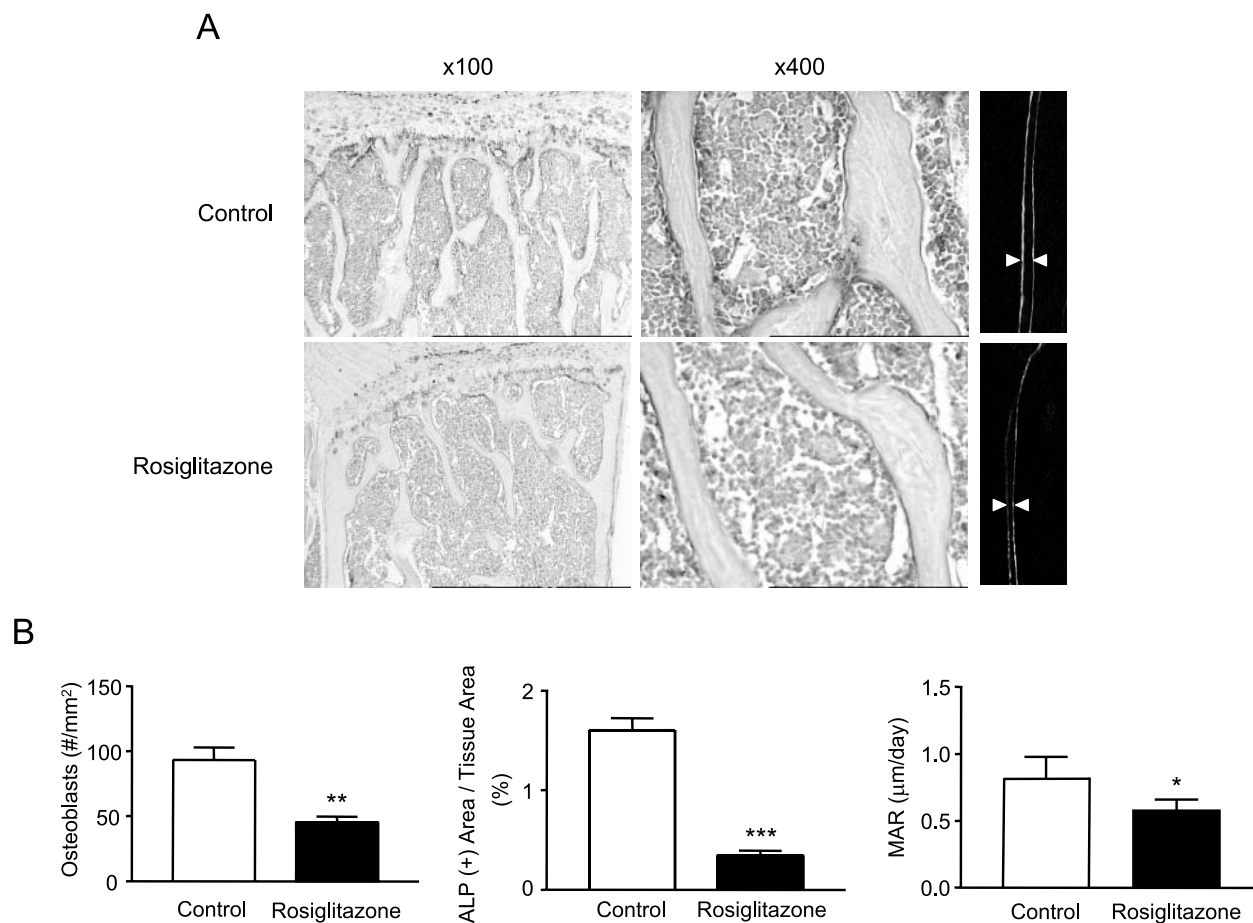 A
x100
x400
Control
Rosiglitazone
B
Osteoblasts (#/mm²)
150
100
50
0
**
Control
Rosiglitazone
ALP (+) Area / Tissue Area
(%)
2
1
0
***
Control
Rosiglitazone
MAR (μm/day)
1.5
1.0
0.5
0.0
*
Control
Rosiglitazone